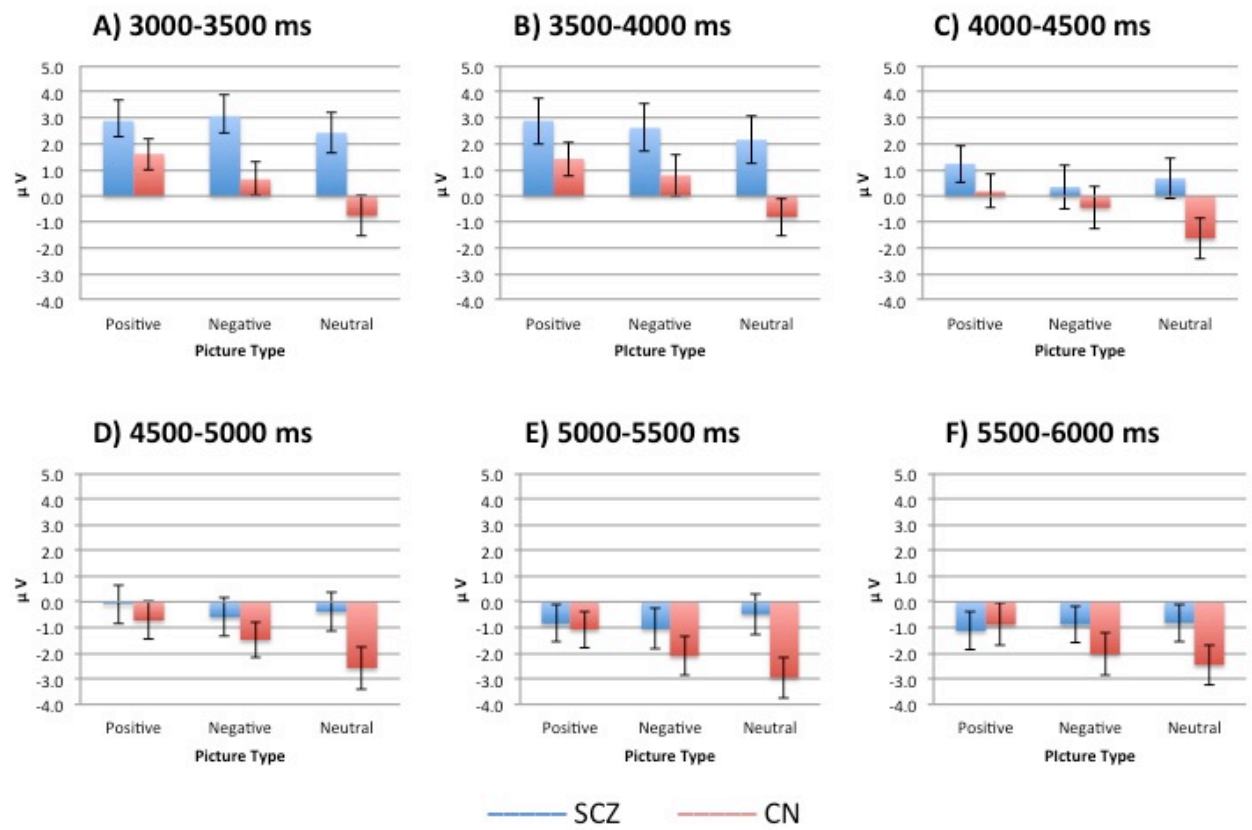 A) 3000-3500 ms
B) 3500-4000 ms
C) 4000-4500 ms
5.0
4.0
3.0
2.0
1.0
0.0
-1.0
-2.0
-3.0
-4.0
μ V
Positive Negative Neutral
Picture Type
5.0
4.0
3.0
2.0
1.0
0.0
-1.0
-2.0
-3.0
-4.0
μ V
Positive Negative Neutral
PIcture Type
5.0
4.0
3.0
2.0
1.0
0.0
-1.0
-2.0
-3.0
-4.0
μ V
Positive Negative Neutral
Picture Type
D) 4500-5000 ms
E) 5000-5500 ms
F) 5500-6000 ms
5.0
4.0
3.0
2.0
1.0
0.0
-1.0
-2.0
-3.0
-4.0
μ V
Positive Negative Neutral
Picture Type
5.0
4.0
3.0
2.0
1.0
0.0
-1.0
-2.0
-3.0
-4.0
μ V
Positive Negative Neutral
Picture Type
5.0
4.0
3.0
2.0
1.0
0.0
-1.0
-2.0
-3.0
-4.0
μ V
Positive Negative Neutral
Picture Type
SCZ CN